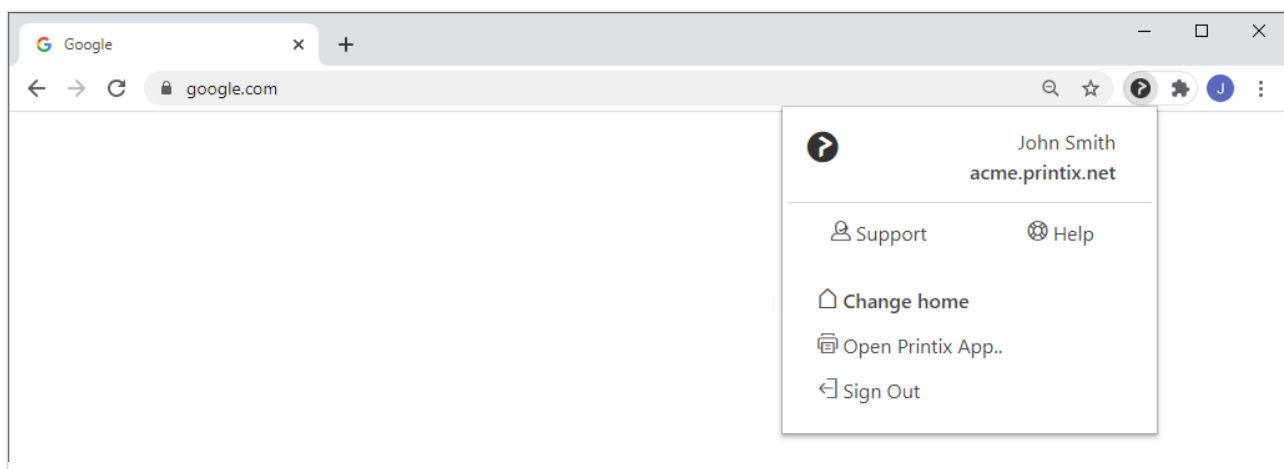 Google
google.com
J
John Smith
acme.printix.net
Support Help
Change home
Open Printix App..
Sign Out